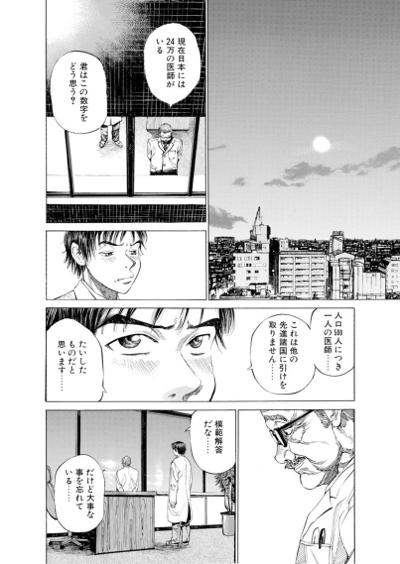 現在日本には
24万の医師が
いる
君はこの数字を
どう思う?
人口500人につき
一人の医師……
これは他の
先進諸国に引けを
取りません……
たいした
ものだと
思います……
模範解答
だな……
だけど大事な
事を忘れて
いる……